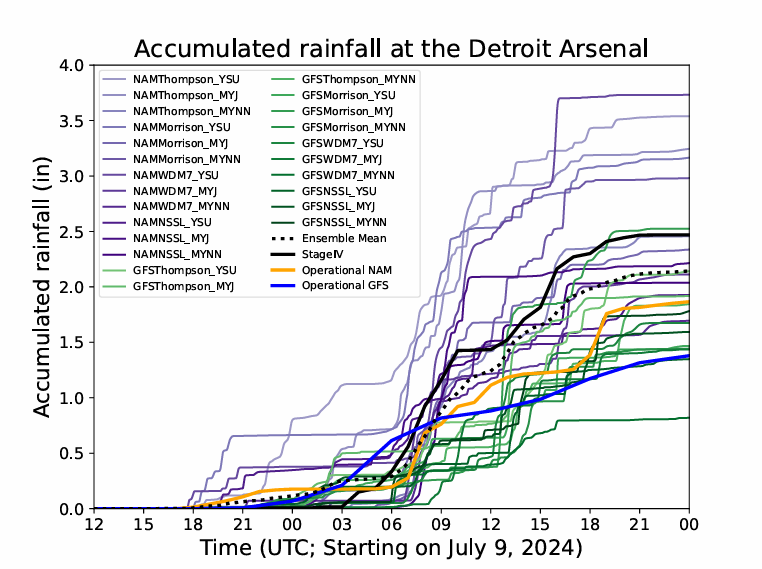 Accumulated rainfall at the Detroit Arsenal
Accumulated rainfall (in)
4.0
3.5
3.0
2.5
2.0
1.5
1.0
0.5
0.0
NAMThompson_YSU
NAMThompson_MYJ
NAMThompson_MYNN
NAMMorrison_YSU
NAMMorrison_MYJ
NAMMorrison_MYNN
NAMWDM7_YSU
NAMWDM7_MYJ
NAMWDM7_MYNN
NAMNSSL_YSU
NAMNSSL_MYJ
NAMNSSL_MYNN
GFSThompson_YSU
GFSThompson_MYJ
GFSThompson_MYNN
GFSMorrison_YSU
GFSMorrison_MYJ
GFSMorrison_MYNN
GFSWDM7_YSU
GFSWDM7_MYJ
GFSWDM7_MYNN
GFSNSSL_YSU
GFSNSSL_MYJ
GFSNSSL_MYNN
Ensemble Mean
StageIV
Operational NAM
Operational GFS
12 15 18 21 00 03 06 09 12 15 18 21 00
Time (UTC; Starting on July 9, 2024)